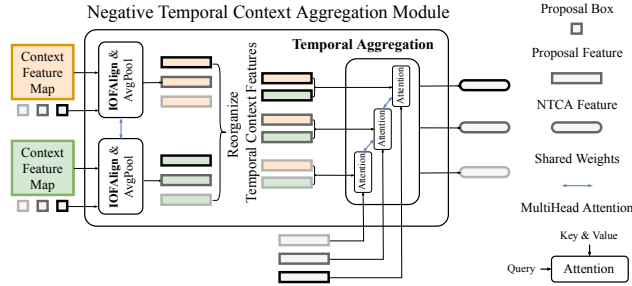 Negative Temporal Context Aggregation Module
Context
Feature
Map
IOFAlign &
AvgPool
Context
Feature
Map
IOFAlign &
AvgPool
Reorganize
Temporal Context Features
Temporal Aggregation
Attention
Attention
Attention
Proposal Box
Proposal Feature
NTCA Feature
Shared Weights
MultiHead Attention
Key & Value
Query
Attention